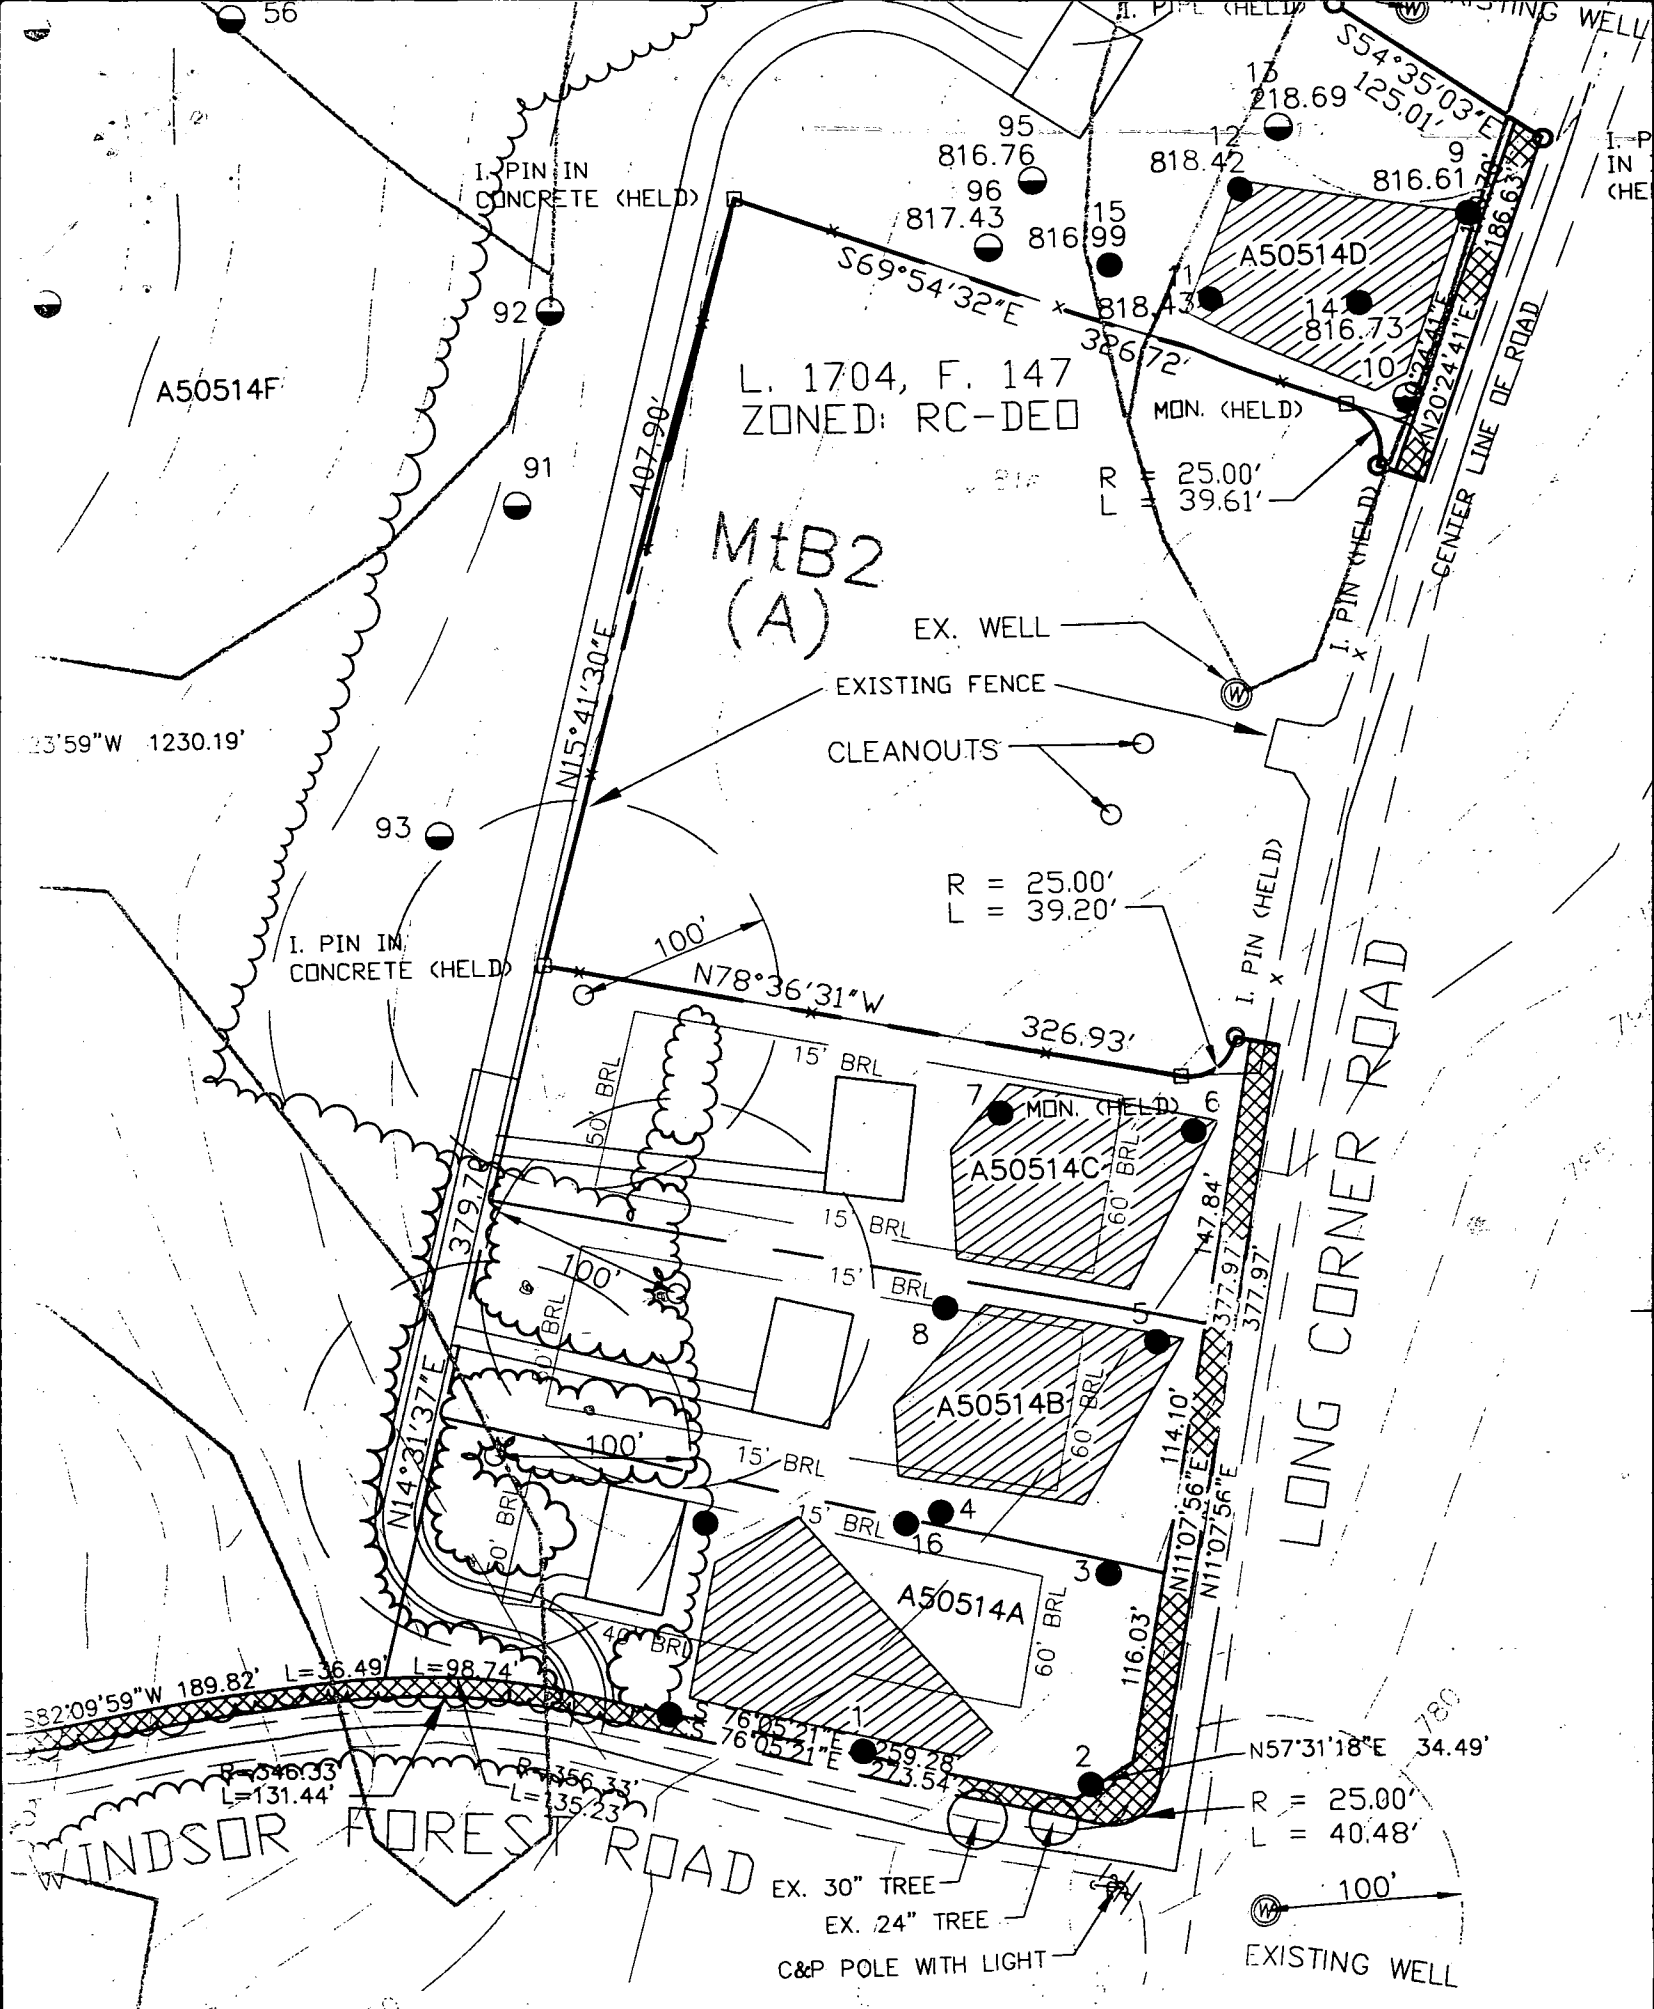 56
I. PIPE (HELD)
EXISTING WELL
S54°35'03"E
125.01'
13
218.69
95
816.76
12
818.42
9
816.61
I. PIN IN
CONCRETE (HELD)
96
817.43
15
816.99
186.63'
A50514D
S69°54'32"E
11
818.43
14
816.73
92
326.72'
10
N20°24'41"E
CENTER LINE OF ROAD
A50514F
L. 1704, F. 147
ZONED: RC-DEO
MON. (HELD)
407.90'
91
R = 25.00'
L = 39.61'
I. PIN (HELD)
MtB2
(A)
EX. WELL
N15°41'30"E
EXISTING FENCE
W
23'59"W 1230.19'
CLEANOUTS
93
R = 25.00'
L = 39.20'
I. PIN (HELD)
I. PIN IN
CONCRETE (HELD)
100'
N78°36'31"W
326.93'
15' BRL
50' BRL
7
MON. (HELD)
6
A50514C
60' BRL
147.84'
LONG CORNER ROAD
15' BRL
100'
15' BRL
377.97'
377.97'
8
5
A50514B
60' BRL
114.10'
N14°31'37"E
100'
15' BRL
15' BRL
4
16
3
N11°07'56"E
N11°07'56"E
A50514A
60' BRL
116.03'
40' BRL
S82°09'59"W 189.82'
L=36.49'
L=98.74'
S 76°05'21"E 259.28'
S 76°05'21"E 273.54'
1
2
N57°31'18"E 34.49'
780
R=346.33'
L=131.44'
R=356.33'
L=135.23'
R = 25.00'
L = 40.48'
WINDSOR FOREST ROAD
EX. 30" TREE
EX. 24" TREE
C&P POLE WITH LIGHT
W
100'
EXISTING WELL